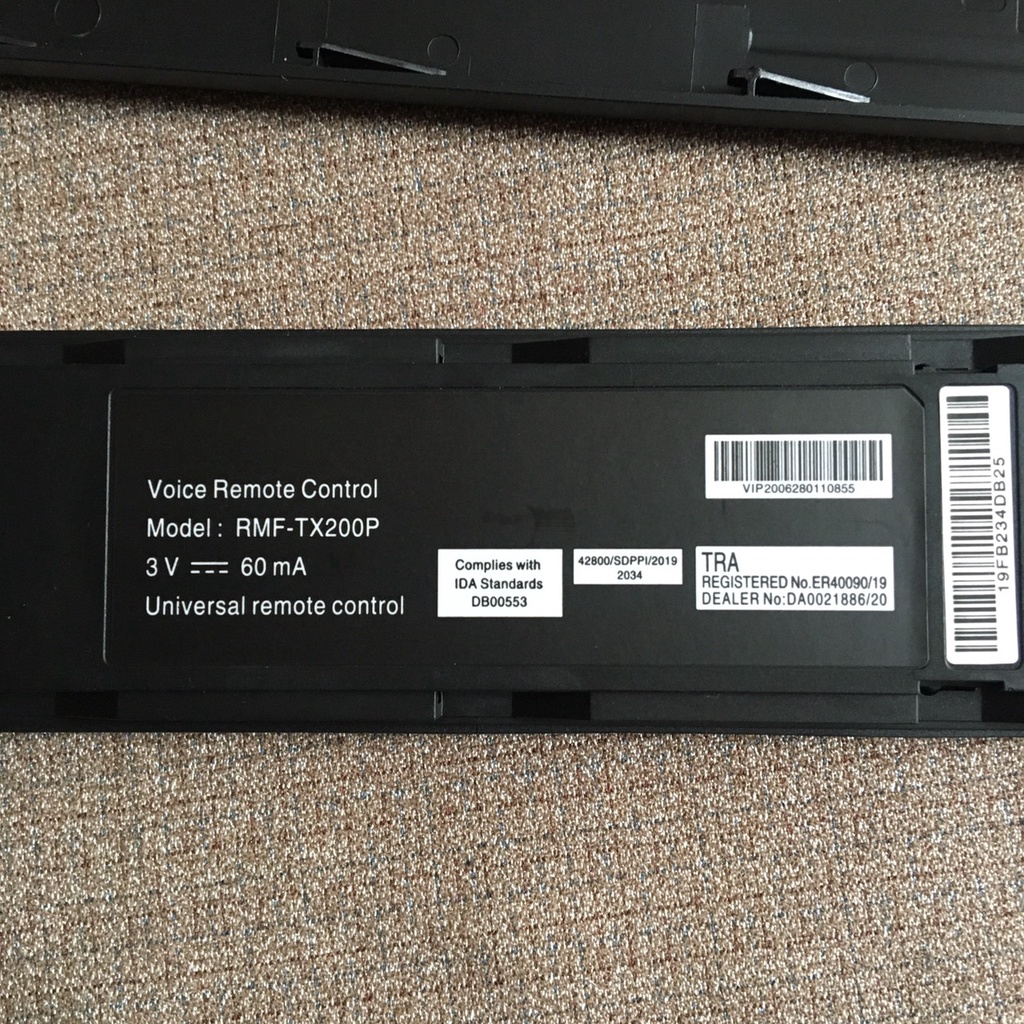 Voice Remote Control
Model : RMF-TX200P
3 V 60 mA
Universal remote control
Complies with
IDA Standards
DB00553
42800/SDPPI/2019
2034
VIP2006280110855
TRA
REGISTERED No.ER40090/19
DEALER No:DA0021886/20
19FB234DB25